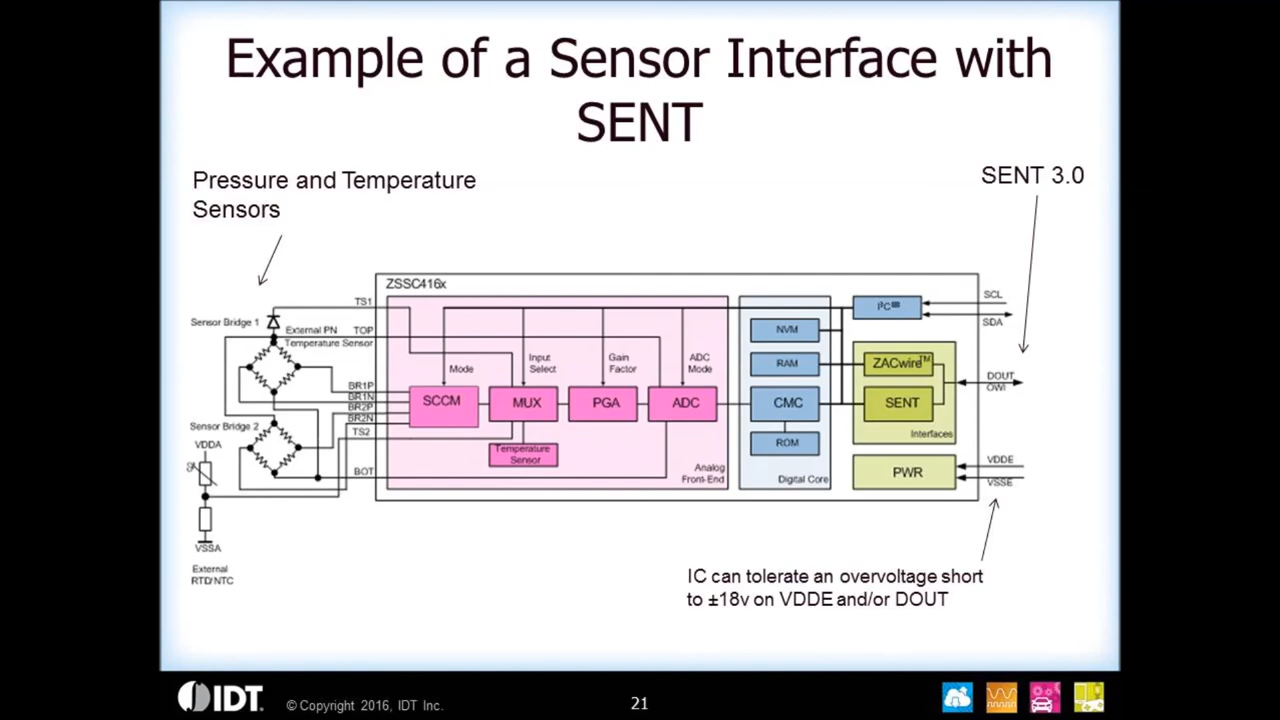 Example of a Sensor Interface with
SENT
Pressure and Temperature
Sensors
SENT 3.0
ZSSC416x
TS1
Sensor Bridge 1
External PN
Temperature Sensor
TOP
BR1P
BR1N
BR2P
BR2N
TS2
Sensor Bridge 2
VDDA
BOT
VSSA
External
RTD/NTC
Mode
Input
Select
Gain
Factor
ADC
Mode
SCCM
MUX
PGA
ADC
Temperature
Sensor
Analog
Front-End
NVM
RAM
CMC
ROM
Digital Core
I²C
ZACwire™
SENT
Interfaces
PWR
SCL
SDA
DOUT
OWI
VDDE
VSSE
IC can tolerate an overvoltage short
to ±18v on VDDE and/or DOUT
IDT.
© Copyright 2016, IDT Inc.
21